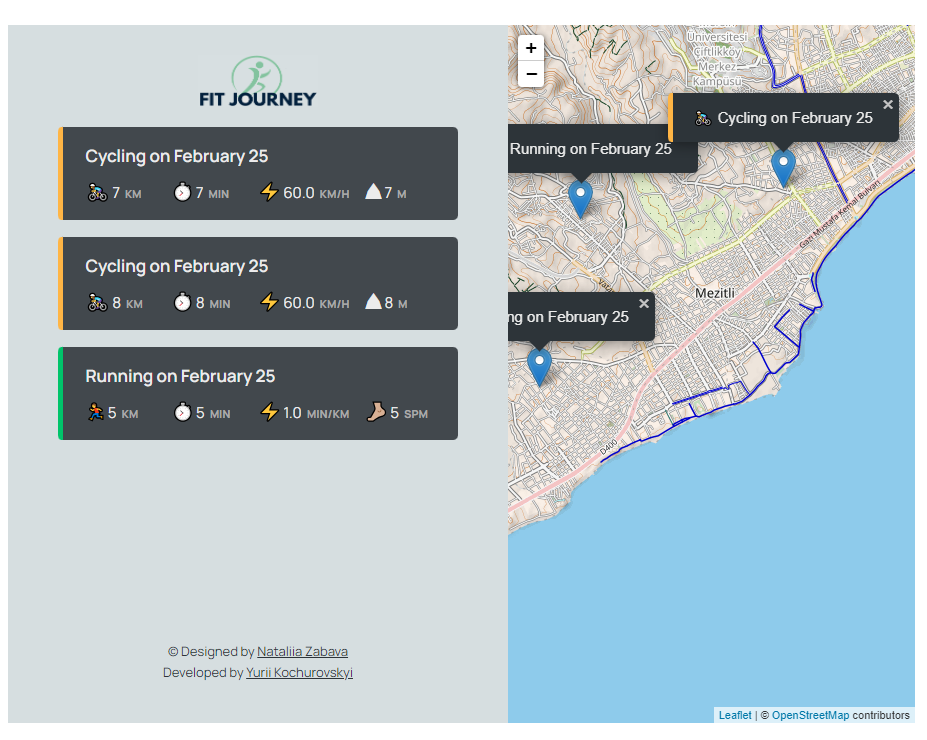 FIT JOURNEY
Cycling on February 25
7 KM 7 MIN 60.0 KM/H 7 M
Cycling on February 25
8 KM 8 MIN 60.0 KM/H 8 M
Running on February 25
5 KM 5 MIN 1.0 MIN/KM 5 SPM
© Designed by Nataliia Zabava
Developed by Yurii Kochurovskyi
+
−
Üniversitesi
Çiftlikköy
Merkez
Kampüsü
× Cycling on February 25
Running on February 25
Gazi Mustafa Kemal Bulvarı
Mezitli
ng on February 25 ×
D400
Leaflet | © OpenStreetMap contributors